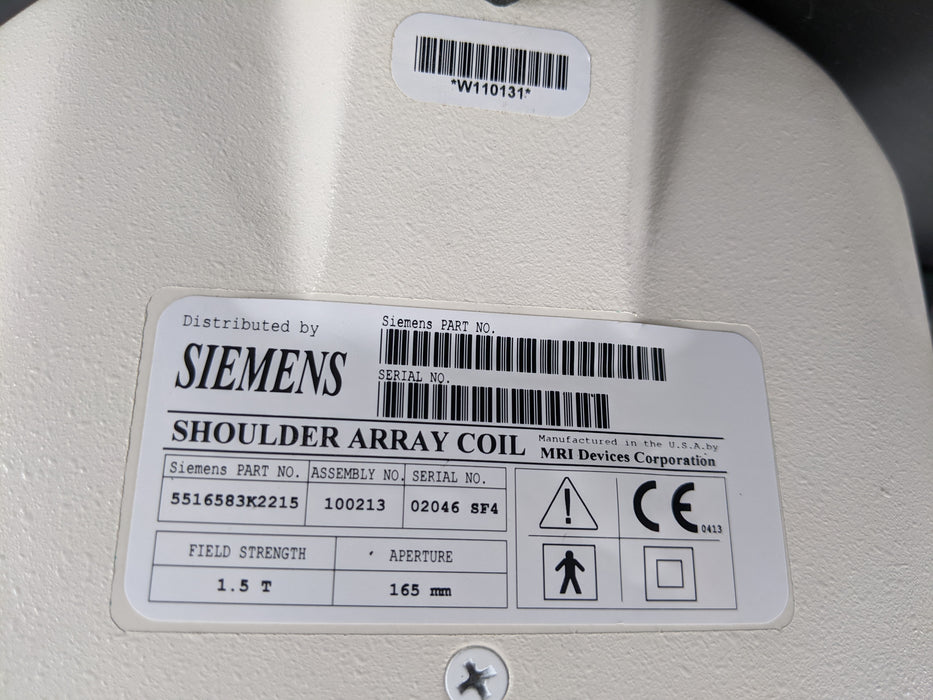 *W110131*
Distributed by
SIEMENS
Siemens PART NO.
SERIAL NO.
SHOULDER ARRAY COIL
Manufactured in the U.S.A.by
MRI Devices Corporation
Siemens PART NO. ASSEMBLY NO. SERIAL NO.
5516583K2215 100213 02046 SF4
FIELD STRENGTH APERTURE
1.5 T 165 mm
CE 0413